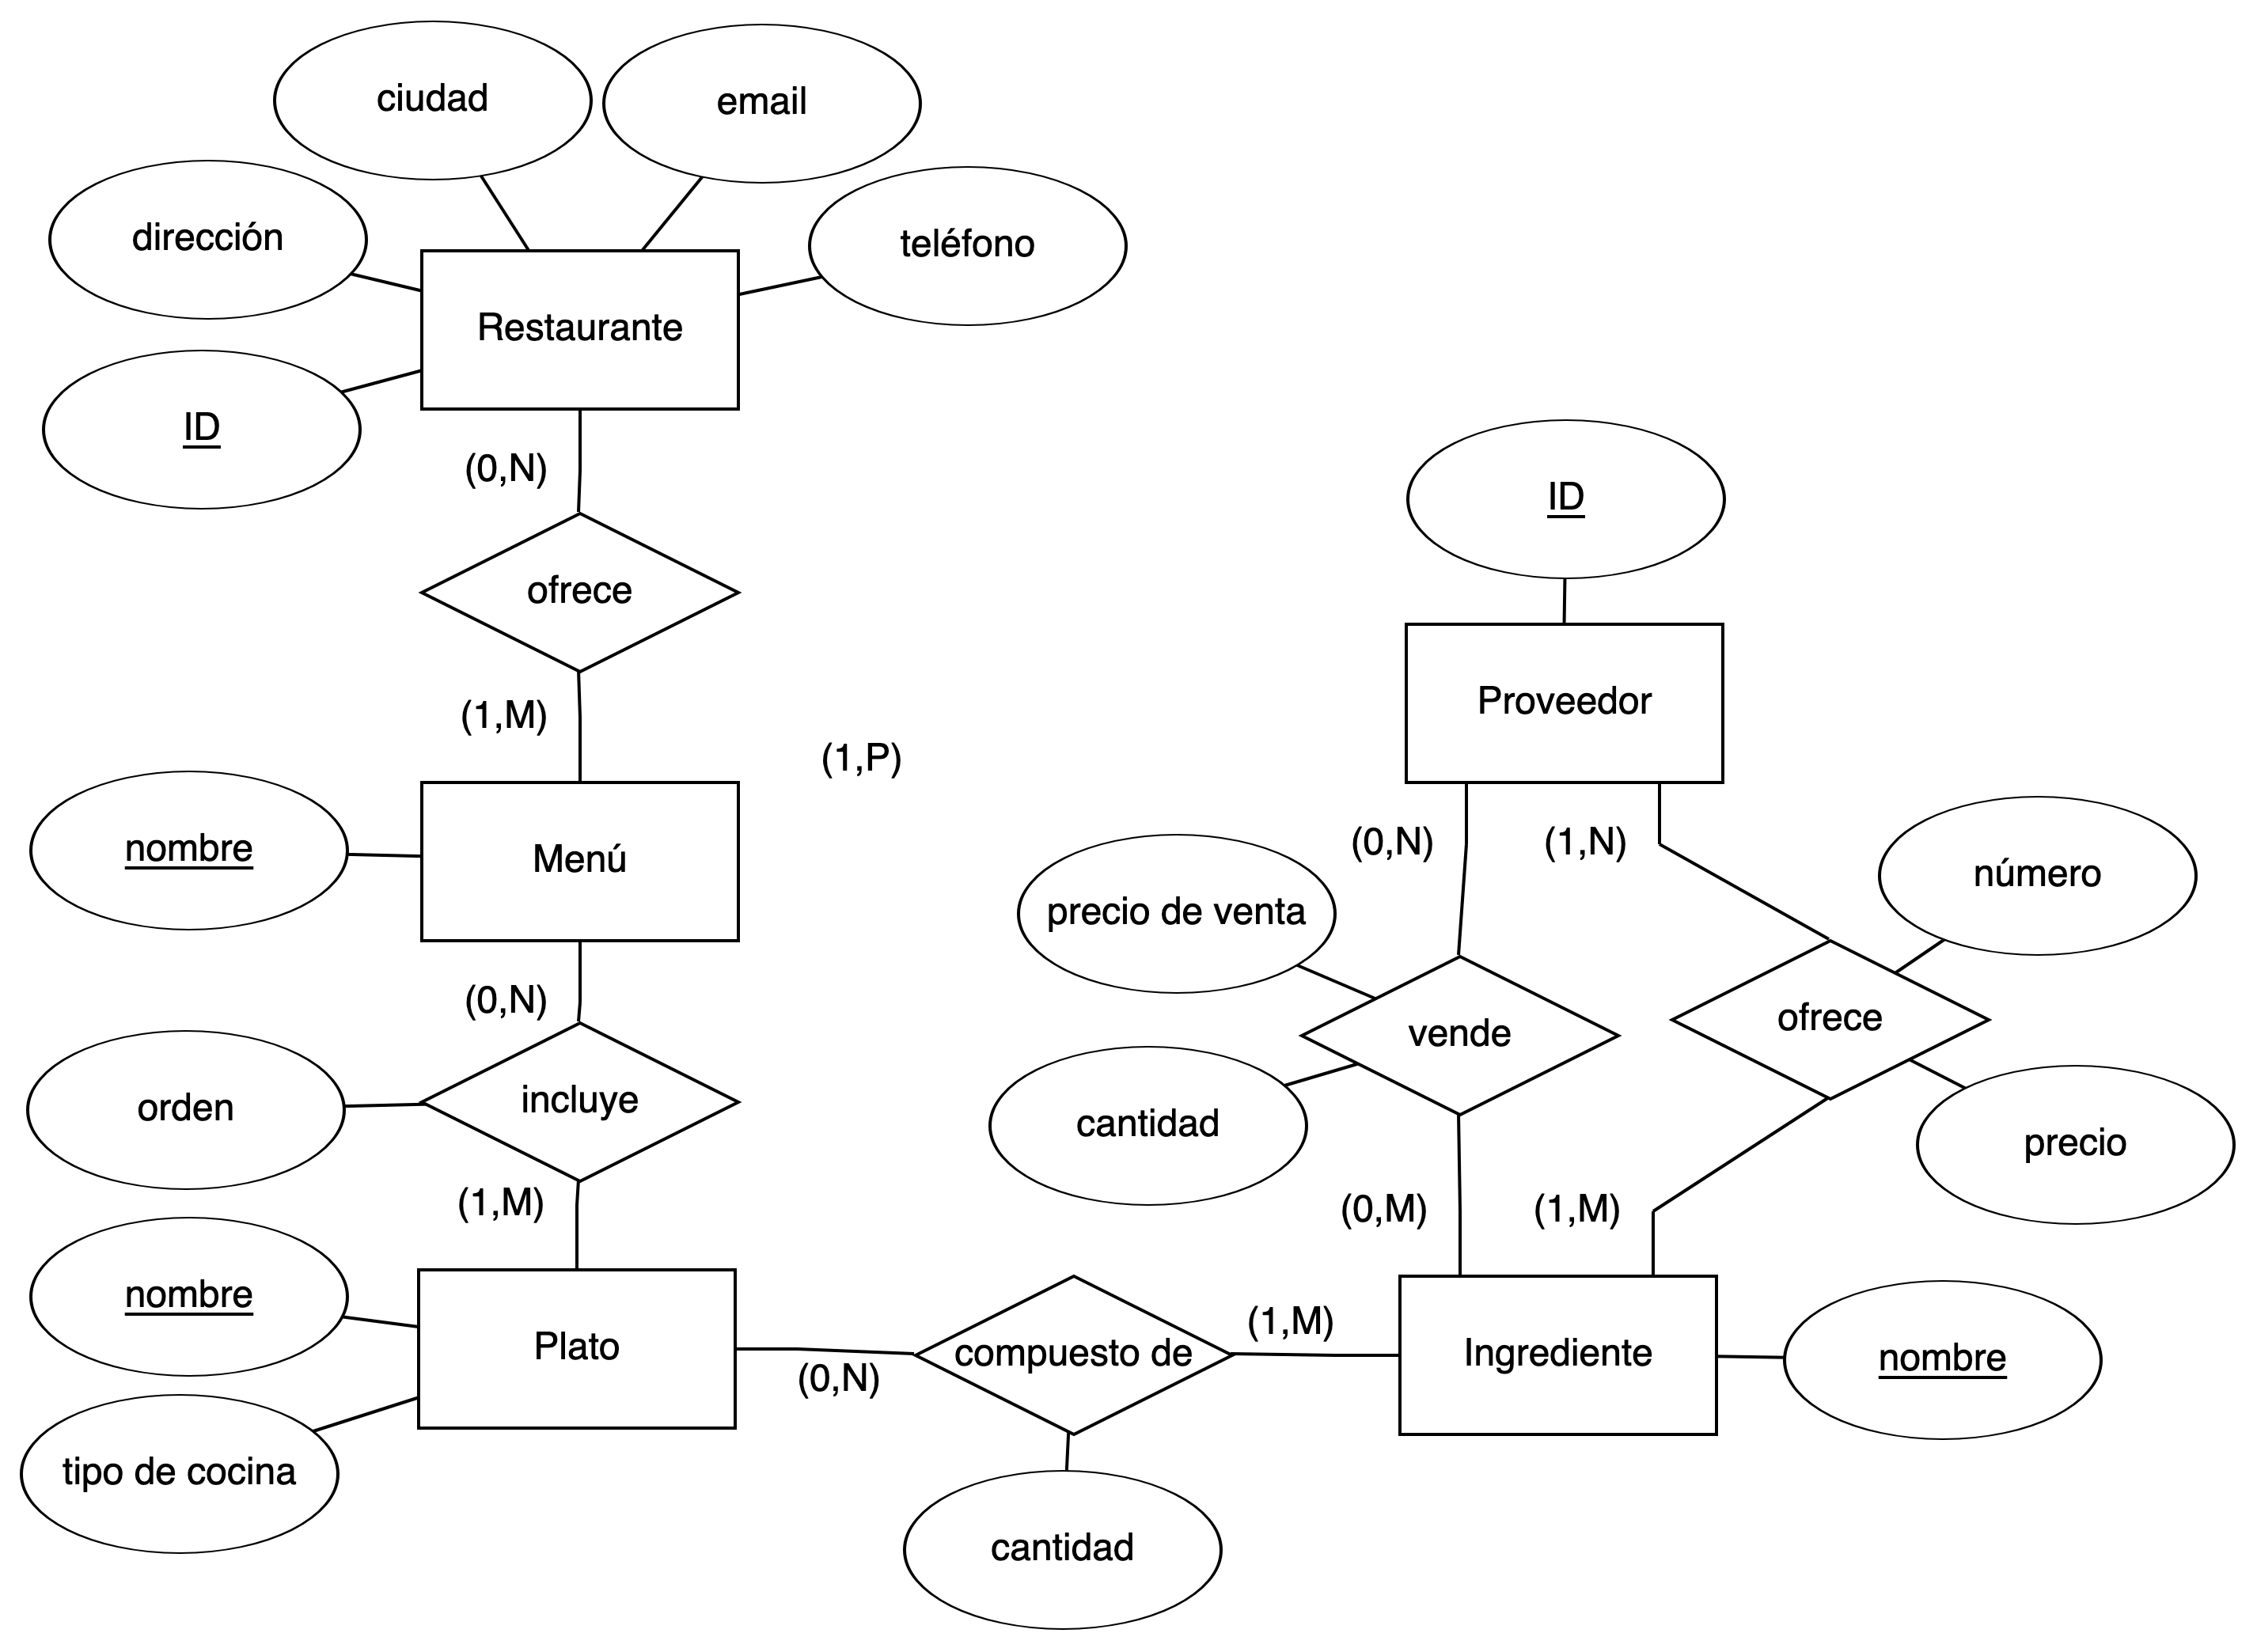 ciudad
email
dirección
teléfono
Restaurante
ID
(0,N)
ofrece
(1,M)
(1,P)
nombre
Menú
(0,N)
orden
incluye
(1,M)
nombre
Plato
tipo de cocina
(0,N)
compuesto de
(1,M)
cantidad
ID
Proveedor
(0,N)
(1,N)
precio de venta
número
vende
ofrece
cantidad
precio
(0,M)
(1,M)
Ingrediente
nombre